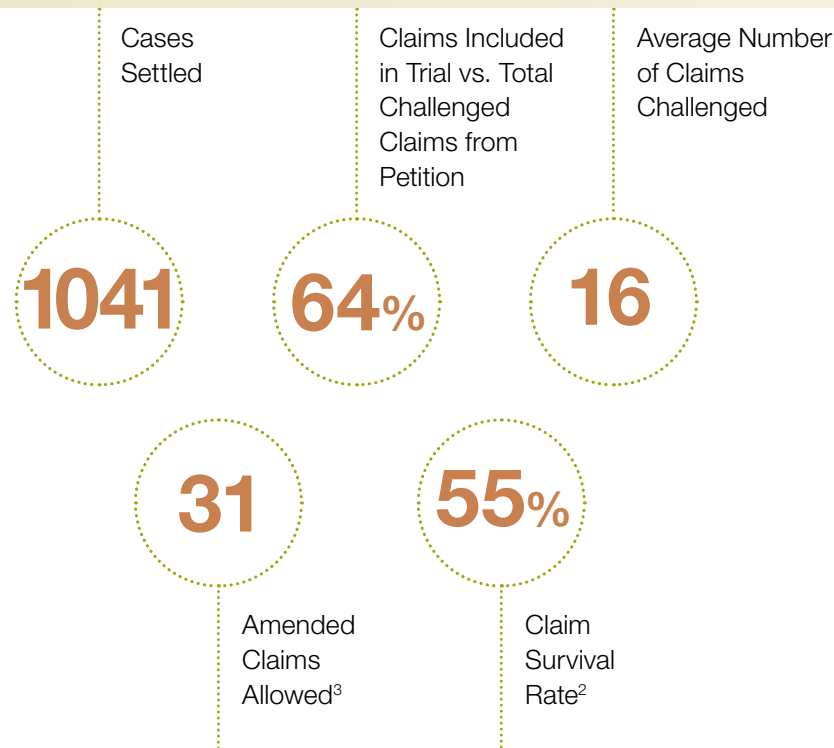 Cases
Settled
Claims Included
in Trial vs. Total
Challenged
Claims from
Petition
Average Number
of Claims
Challenged
1041
64%
16
31
55%
Amended
Claims
Allowed³
Claim
Survival
Rate²